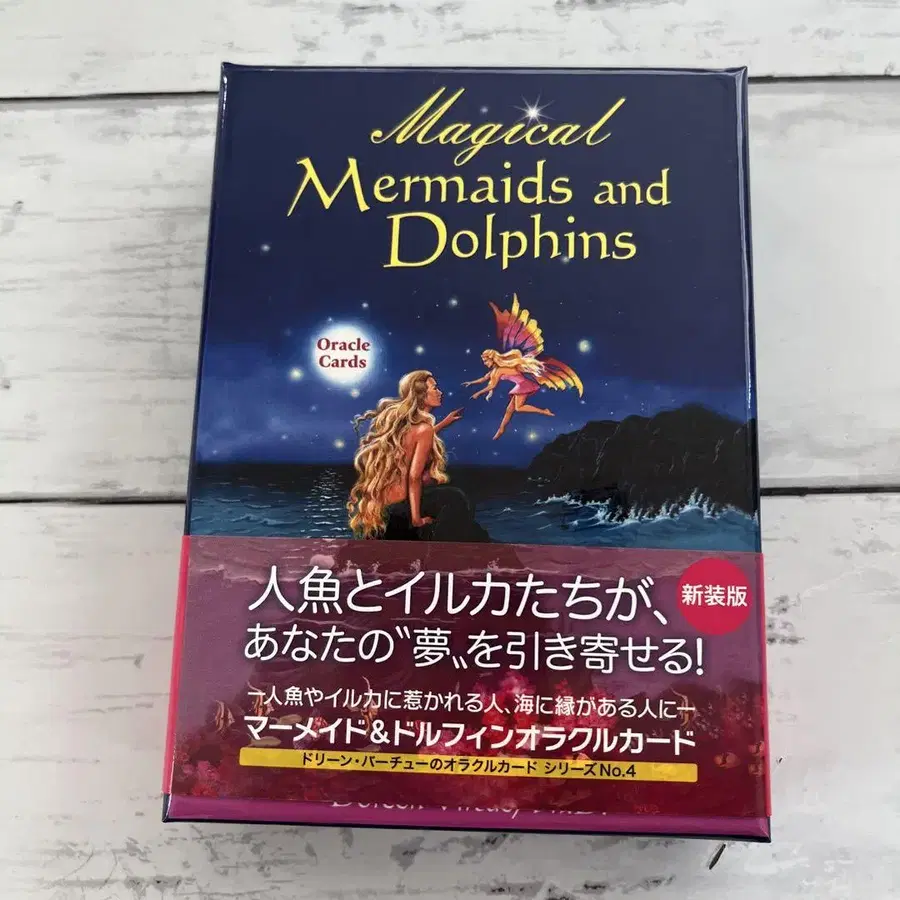 Magical
Mermaids and
Dolphins
Oracle
Cards
人魚とイルカたちが、
あなたの〝夢〟を引き寄せる!
新装版
ー人魚やイルカに惹かれる人、海に縁がある人にー
マーメイド&ドルフィンオラクルカード
ドリーン・バーチューのオラクルカード シリーズNo.4